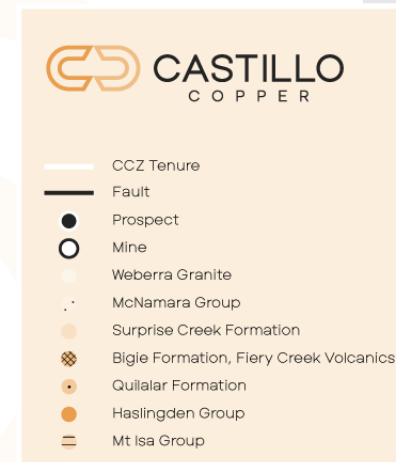 CASTILLO
COPPER
CCZ Tenure
Fault
Prospect
Mine
Weberra Granite
McNamara Group
Surprise Creek Formation
Bigie Formation, Fiery Creek Volcanics
Quilalar Formation
Haslingden Group
Mt Isa Group